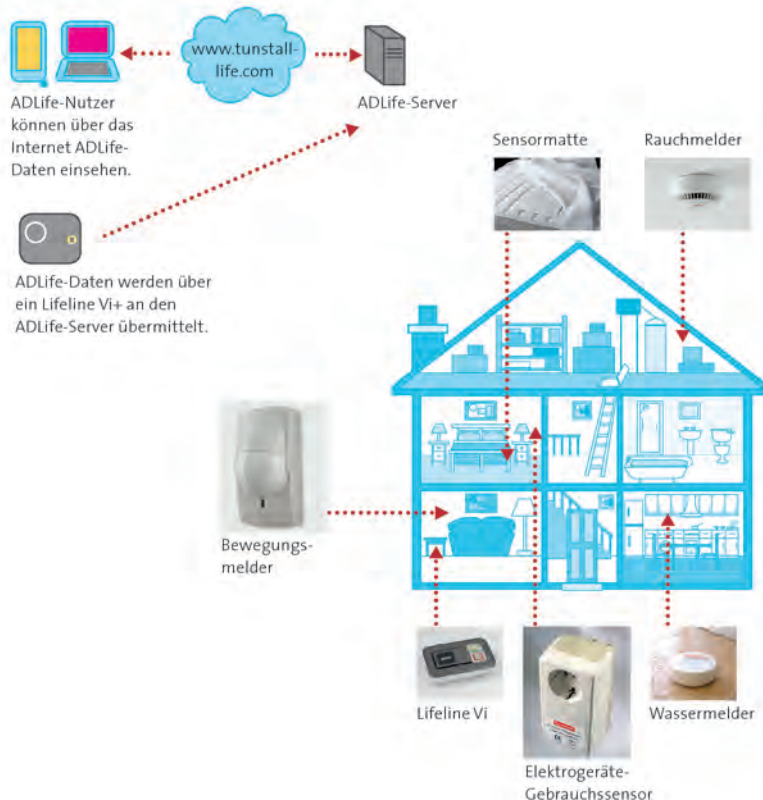 www.tunstall-
life.com
ADLife-Nutzer
können über das
Internet ADLife-
Daten einsehen.
ADLife-Server
ADLife-Daten werden über
ein Lifeline Vi+ an den
ADLife-Server übermittelt.
Sensormatte
Rauchmelder
Bewegungs-
melder
Lifeline Vi
Elektrogeräte-
Gebrauchssensor
Wassermelder